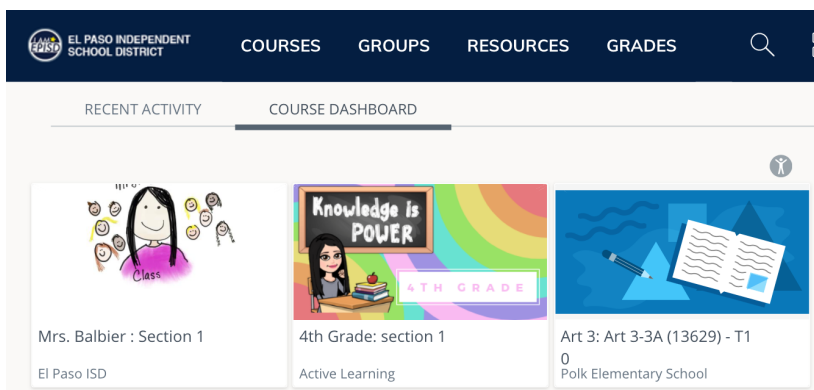 I AM
EPISD
EL PASO INDEPENDENT
SCHOOL DISTRICT
COURSES
GROUPS
RESOURCES
GRADES
RECENT ACTIVITY
COURSE DASHBOARD
Class
Knowledge is
POWER
4TH GRADE
Mrs. Balbier : Section 1
El Paso ISD
4th Grade: section 1
Active Learning
Art 3: Art 3-3A (13629) - T1
0
Polk Elementary School